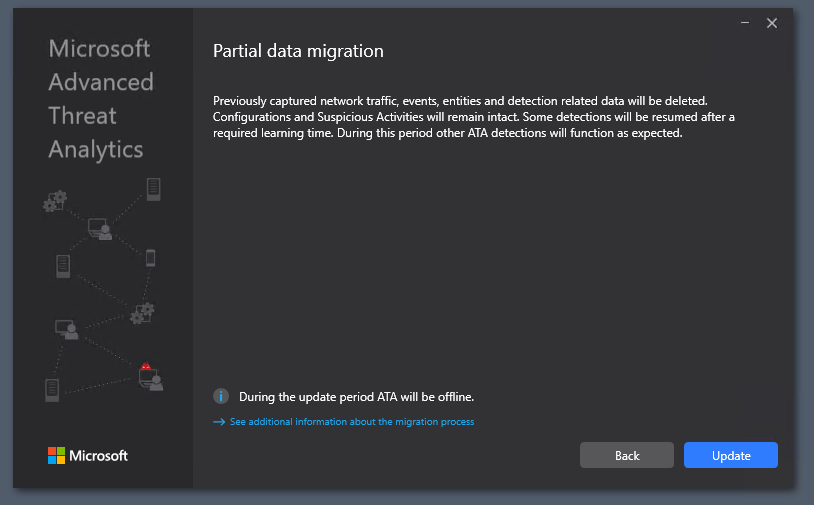 Microsoft
Advanced
Threat
Analytics
Partial data migration
Previously captured network traffic, events, entities and detection related data will be deleted.
Configurations and Suspicious Activities will remain intact. Some detections will be resumed after a
required learning time. During this period other ATA detections will function as expected.
During the update period ATA will be offline.
See additional information about the migration process
Microsoft
Back
Update